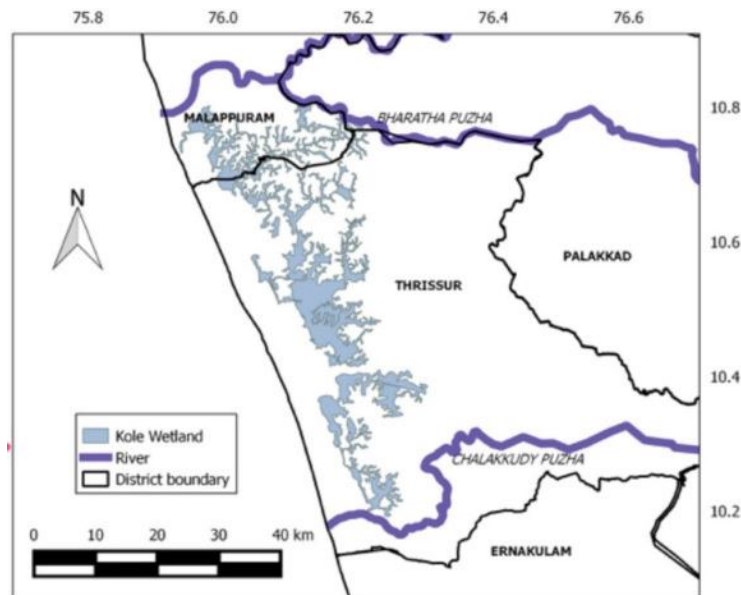 75.8 76.0 76.2 76.4 76.6
10.8
BHARATHA PUZHA
MALAPPURAM
N
10.6
PALAKKAD
THRISSUR
10.4
Kole Wetland
River
District boundary
CHALAKKUDY PUZHA
10.2
ERNAKULAM
0 10 20 30 40 km